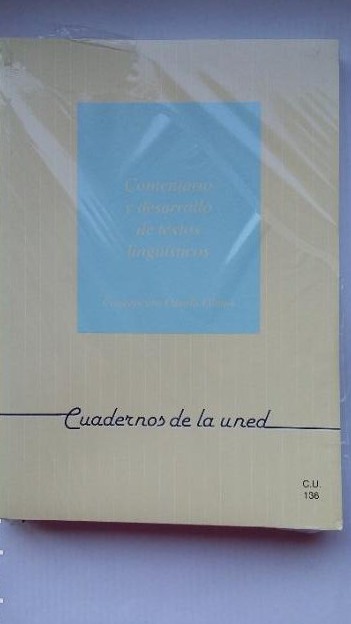 Comentario
y desarrollo
de textos
lingüísticos
Cuadernos de la uned
C.U.
136